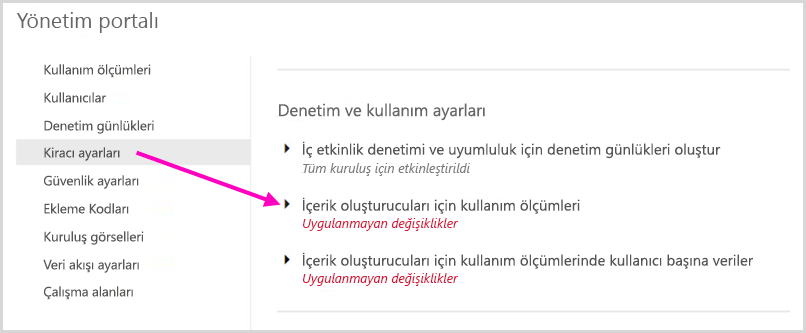 Yönetim portalı
Kullanım ölçümleri
Kullanıcılar
Denetim günlükleri
Kiracı ayarları
Güvenlik ayarları
Ekleme Kodları
Kuruluş görselleri
Veri akışı ayarları
Çalışma alanları
Denetim ve kullanım ayarları
İç etkinlik denetimi ve uyumluluk için denetim günlükleri oluştur
Tüm kuruluş için etkinleştirildi
İçerik oluşturucuları için kullanım ölçümleri
Uygulanmayan değişiklikler
İçerik oluşturucuları için kullanım ölçümlerinde kullanıcı başına veriler
Uygulanmayan değişiklikler